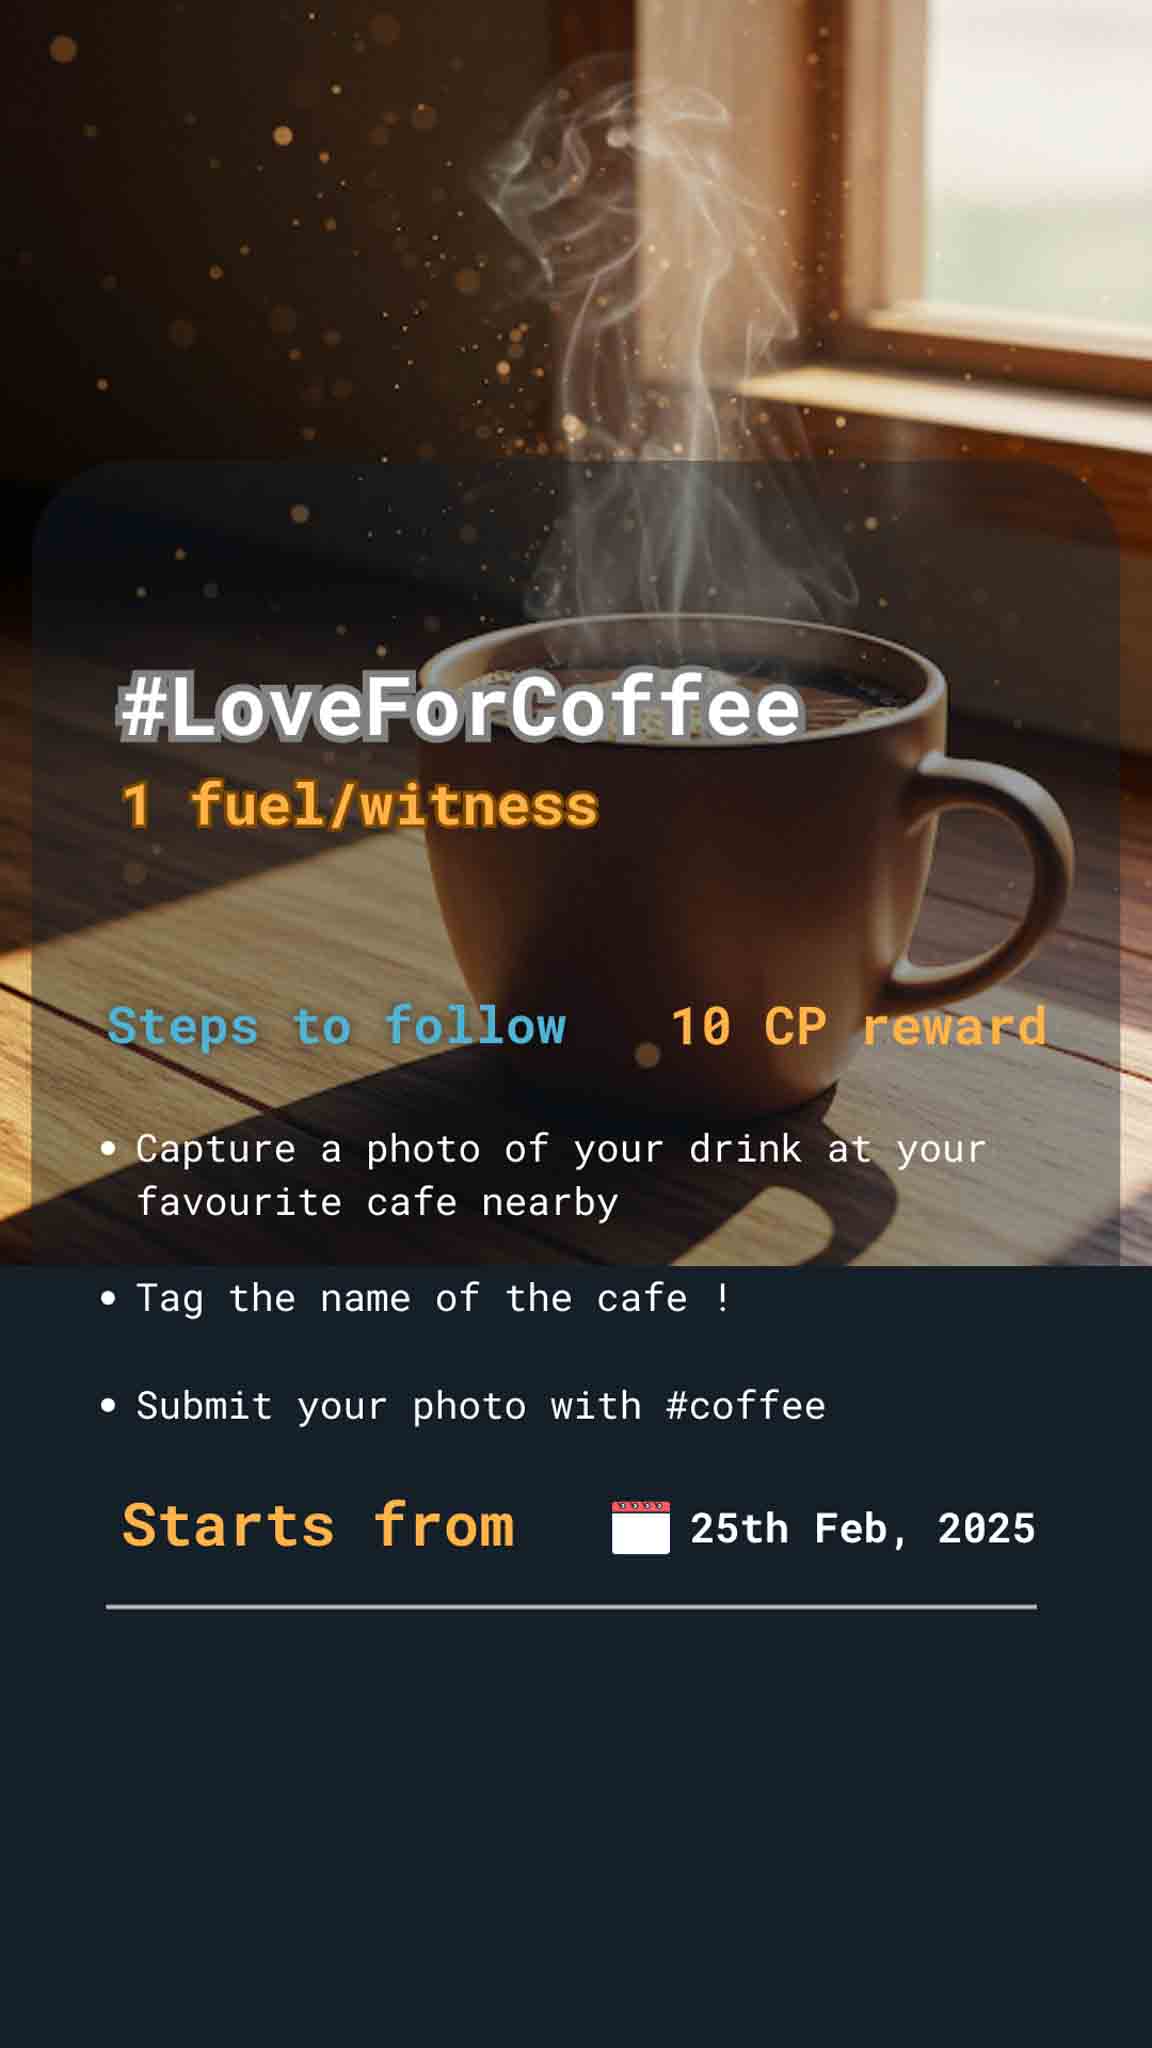 #LoveForCoffee
1 fuel/witness
Steps to follow
10 CP reward
• Capture a photo of your drink at your
favourite cafe nearby
• Tag the name of the cafe !
• Submit your photo with #coffee
Starts from
25th Feb, 2025